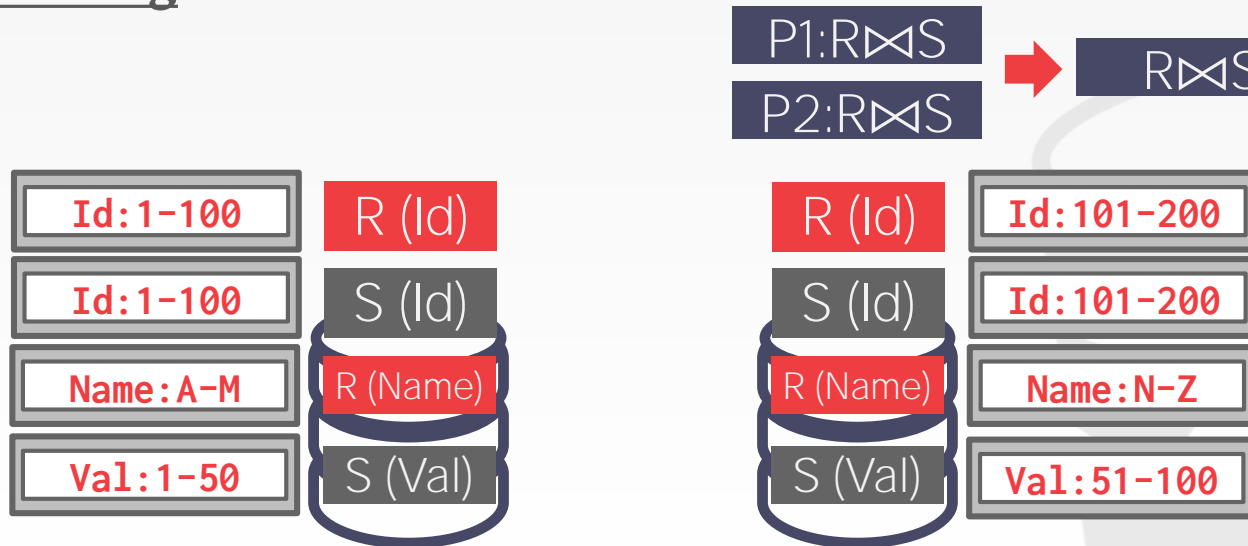 P1:R⋈S
R⋈S
P2:R⋈S
Id:1-100 R (Id) R (Id) Id:101-200
Id:1-100 S (Id) S (Id) Id:101-200
Name:A-M R (Name) R (Name) Name:N-Z
Val:1-50 S (Val) S (Val) Val:51-100